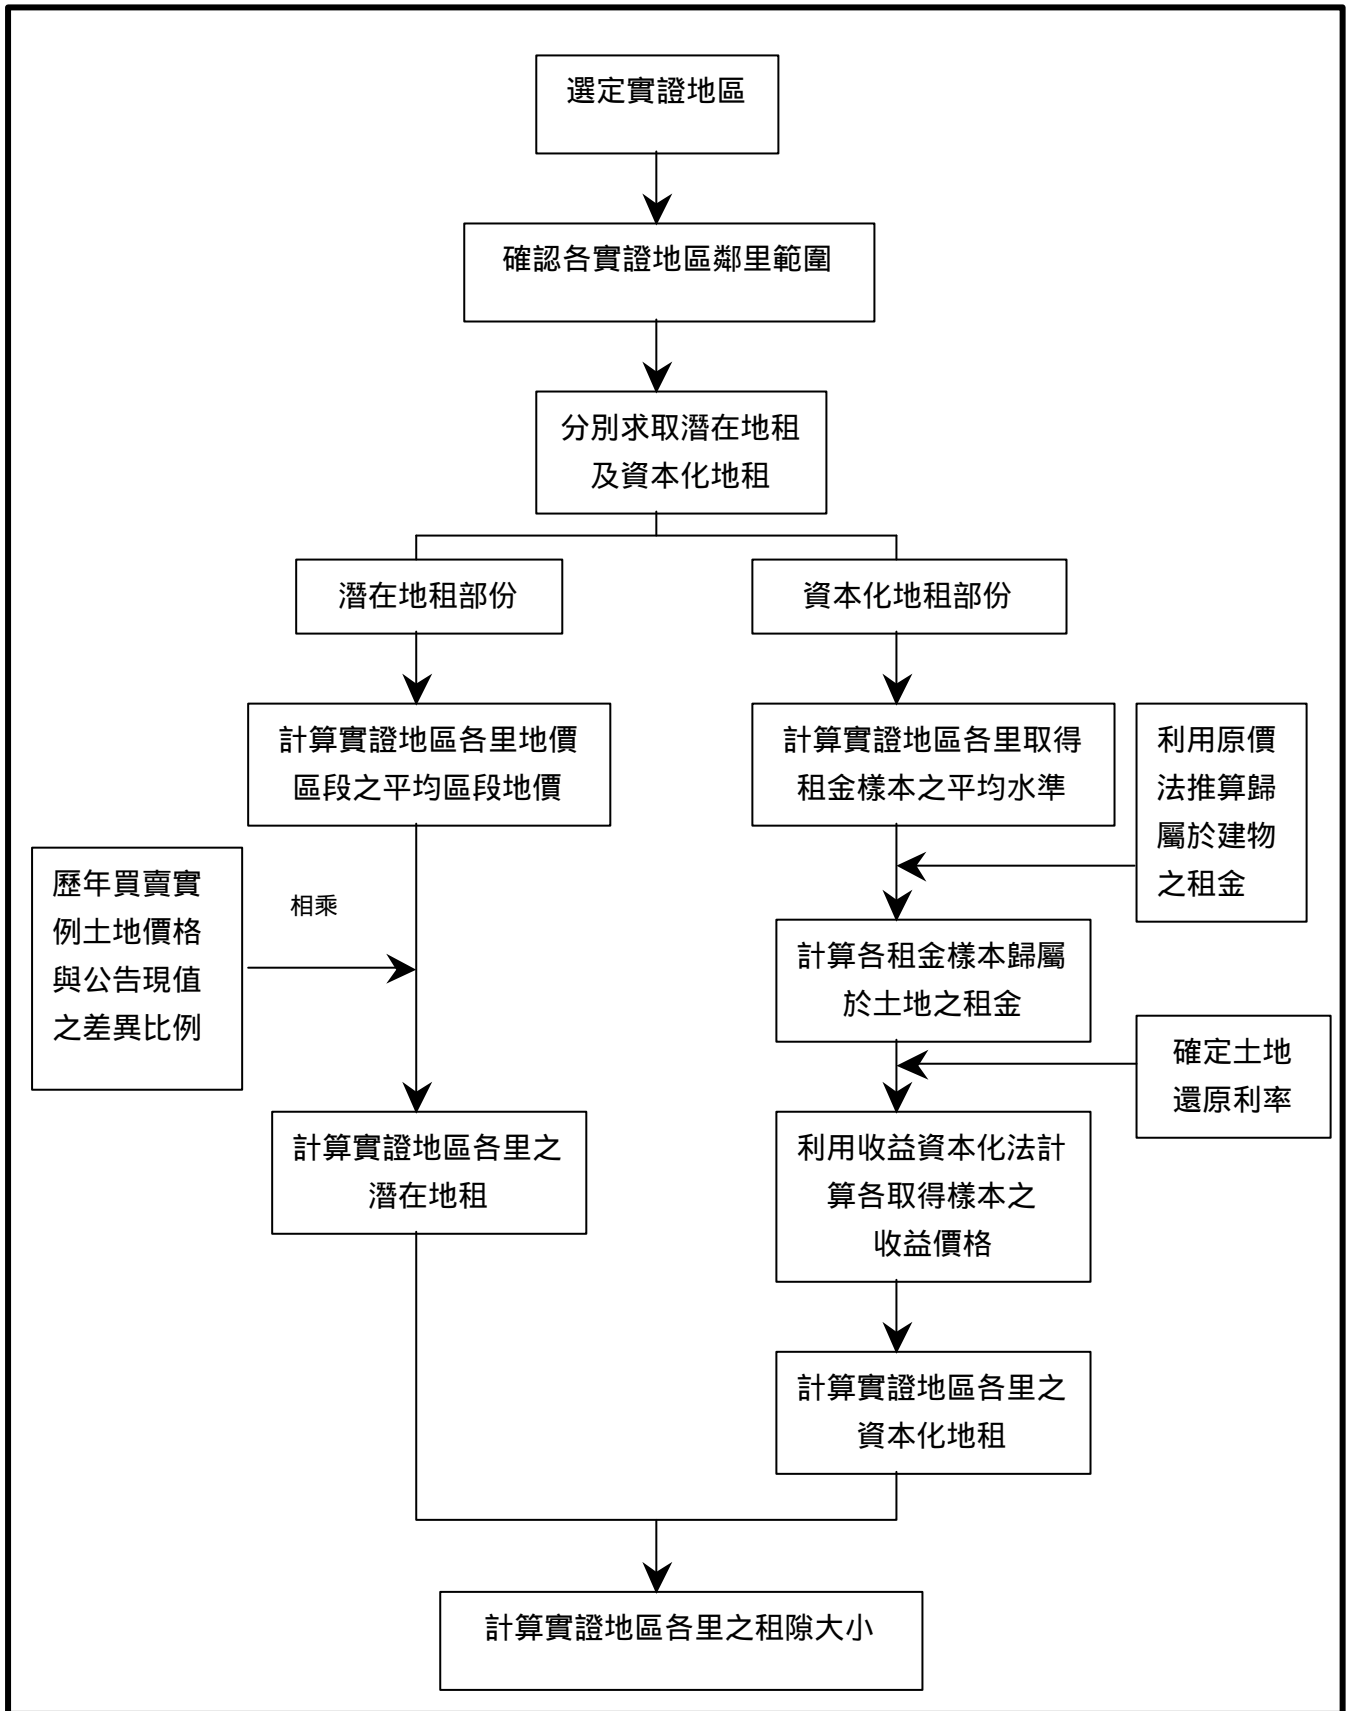 選定實證地區
確認各實證地區鄰里範圍
分別求取潛在地租
及資本化地租
潛在地租部份
資本化地租部份
計算實證地區各里地價
區段之平均區段地價
計算實證地區各里取得
租金樣本之平均水準
利用原價
法推算歸
屬於建物
之租金
歷年買賣實
例土地價格
與公告現值
之差異比例
相乘
計算各租金樣本歸屬
於土地之租金
確定土地
還原利率
計算實證地區各里之
潛在地租
利用收益資本化法計
算各取得樣本之
收益價格
計算實證地區各里之
資本化地租
計算實證地區各里之租隙大小